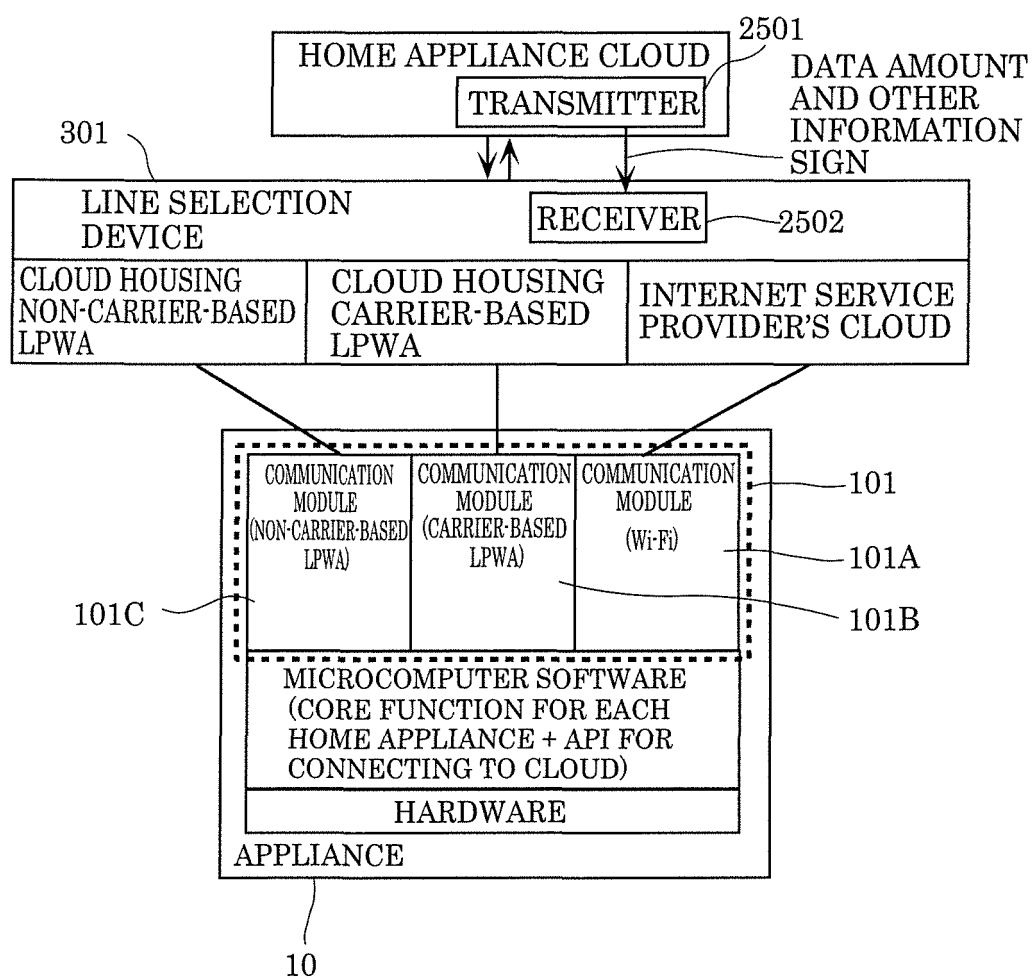 2501
HOME APPLIANCE CLOUD
TRANSMITTER
DATA AMOUNT
AND OTHER
INFORMATION
SIGN
301
LINE SELECTION
DEVICE
RECEIVER
2502
CLOUD HOUSING
NON-CARRIER-BASED
LPWA
CLOUD HOUSING
CARRIER-BASED
LPWA
INTERNET SERVICE
PROVIDER'S CLOUD
COMMUNICATION
MODULE
(NON-CARRIER-BASED
LPWA)
COMMUNICATION
MODULE
(CARRIER-BASED
LPWA)
COMMUNICATION
MODULE
(Wi-Fi)
101
101A
101B
101C
MICROCOMPUTER SOFTWARE
(CORE FUNCTION FOR EACH
HOME APPLIANCE + API FOR
CONNECTING TO CLOUD)
HARDWARE
APPLIANCE
10